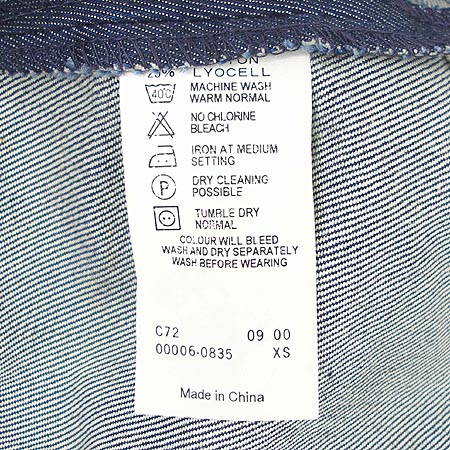 25% LYOCELL
40°C MACHINE WASH
WARM NORMAL
NO CHLORINE
BLEACH
IRON AT MEDIUM
SETTING
P DRY CLEANING
POSSIBLE
TUMBLE DRY
NORMAL
COLOUR WILL BLEED
WASH AND DRY SEPARATELY
WASH BEFORE WEARING
C72 09 00
00006-0835 XS
Made in China